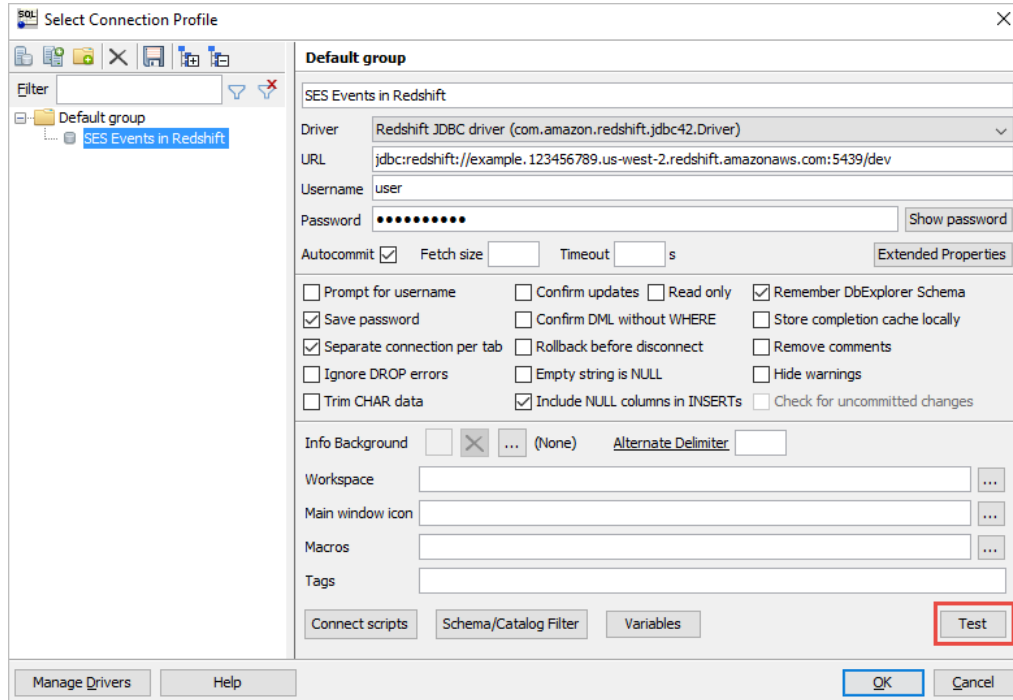 SQL Select Connection Profile
Default group
Filter
SES Events in Redshift
Default group
SES Events in Redshift
Driver Redshift JDBC driver (com.amazon.redshift.jdbc42.Driver)
URL jdbc:redshift://example.123456789.us-west-2.redshift.amazonaws.com:5439/dev
Username user
Password ●●●●●●●●●● Show password
Autocommit Fetch size Timeout s Extended Properties
Prompt for username Confirm updates Read only Remember DbExplorer Schema
Save password Confirm DML without WHERE Store completion cache locally
Separate connection per tab Rollback before disconnect Remove comments
Ignore DROP errors Empty string is NULL Hide warnings
Trim CHAR data Include NULL columns in INSERTs Check for uncommitted changes
Info Background ... (None) Alternate Delimiter
Workspace ...
Main window icon ...
Macros ...
Tags
Connect scripts Schema/Catalog Filter Variables Test
Manage Drivers Help OK Cancel